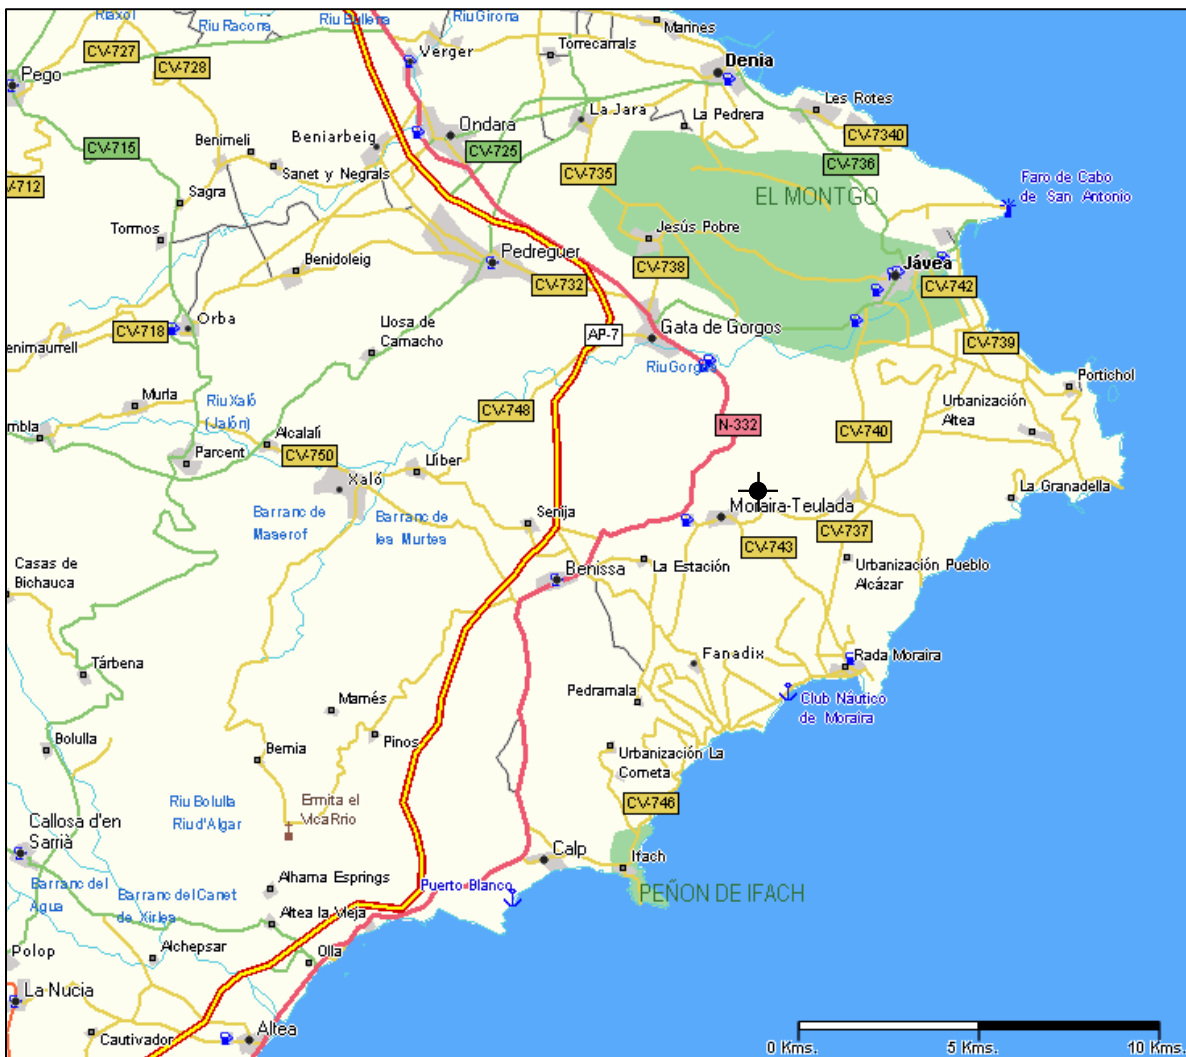 Riaxol
Riu Racona
Riu Bullena
Riu Girona
Marines
CV-727
CV-728
Verger
Torrecarrals
Denia
Pego
Les Rotes
La Jara
La Pedrera
Ondara
CV-7340
Beniarbeig
Benimeli
CV-715
CV-725
CV-736
Sanet y Negrals
CV-735
Faro de Cabo
de San Antonio
-712
Sagra
EL MONTGO
Tormos
Jesús Pobre
Pedreguer
Benidoleig
CV-738
Jávea
CV-732
CV-742
Orba
Llosa de
Camacho
CV-718
AP-7
Gata de Gorgos
CV-739
enimaurrell
Riu Gorgos
Portichol
Murla
Riu Xaló
(Jalón)
CV-748
Urbanización
Altea
mbla
N-332
CV-740
Alcalalí
Parcent
CV-750
Llíber
Xaló
La Granadella
Senija
Moraira-Teulada
Barranc de
Masserof
Barranc de
les Murtes
CV-737
CV-743
Casas de
Bichauca
Benissa
La Estación
Urbanización Pueblo
Alcázar
Tárbena
Fanadix
Rada Moraira
Mamés
Pedramala
Club Náutico
de Moraira
Bolulla
Bernia
Pinos
Urbanización La
Cometa
Riu Bolulla
Riu d'Algar
Ermita el
CV-746
Callosa d'en
Sarrià
Calp
Ifach
Barranc del
Agua
Barranc del Canet
de Xirles
Alhama Esprings
Puerto Blanco
PEÑON DE IFACH
Altea la Vieja
Polop
Alchepsar
Olla
La Nucia
Cautivador
Altea
0 Kms.
5 Kms.
10 Kms.